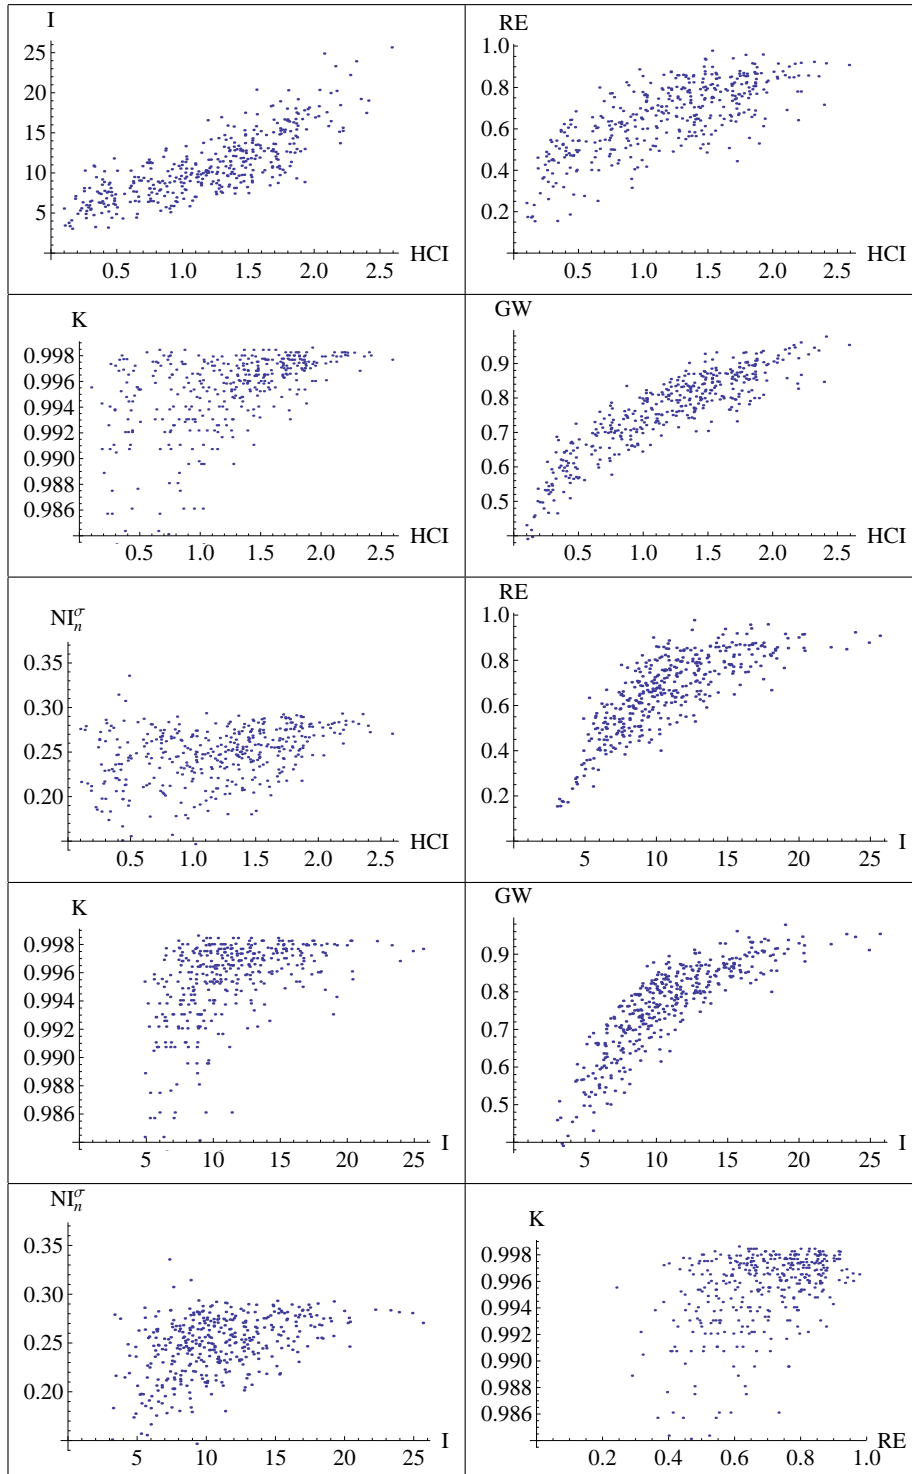 I
25
20
15
10
5
0.5 1.0 1.5 2.0 2.5 HCI
RE
1.0
0.8
0.6
0.4
0.2
0.5 1.0 1.5 2.0 2.5 HCI
K
0.998
0.996
0.994
0.992
0.990
0.988
0.986
0.5 1.0 1.5 2.0 2.5 HCI
GW
0.9
0.8
0.7
0.6
0.5
0.5 1.0 1.5 2.0 2.5 HCI
NI_n^σ
0.35
0.30
0.25
0.20
0.5 1.0 1.5 2.0 2.5 HCI
RE
1.0
0.8
0.6
0.4
0.2
5 10 15 20 25 I
K
0.998
0.996
0.994
0.992
0.990
0.988
0.986
5 10 15 20 25 I
GW
0.9
0.8
0.7
0.6
0.5
5 10 15 20 25 I
NI_n^σ
0.35
0.30
0.25
0.20
5 10 15 20 25 I
K
0.998
0.996
0.994
0.992
0.990
0.988
0.986
0.2 0.4 0.6 0.8 1.0 RE